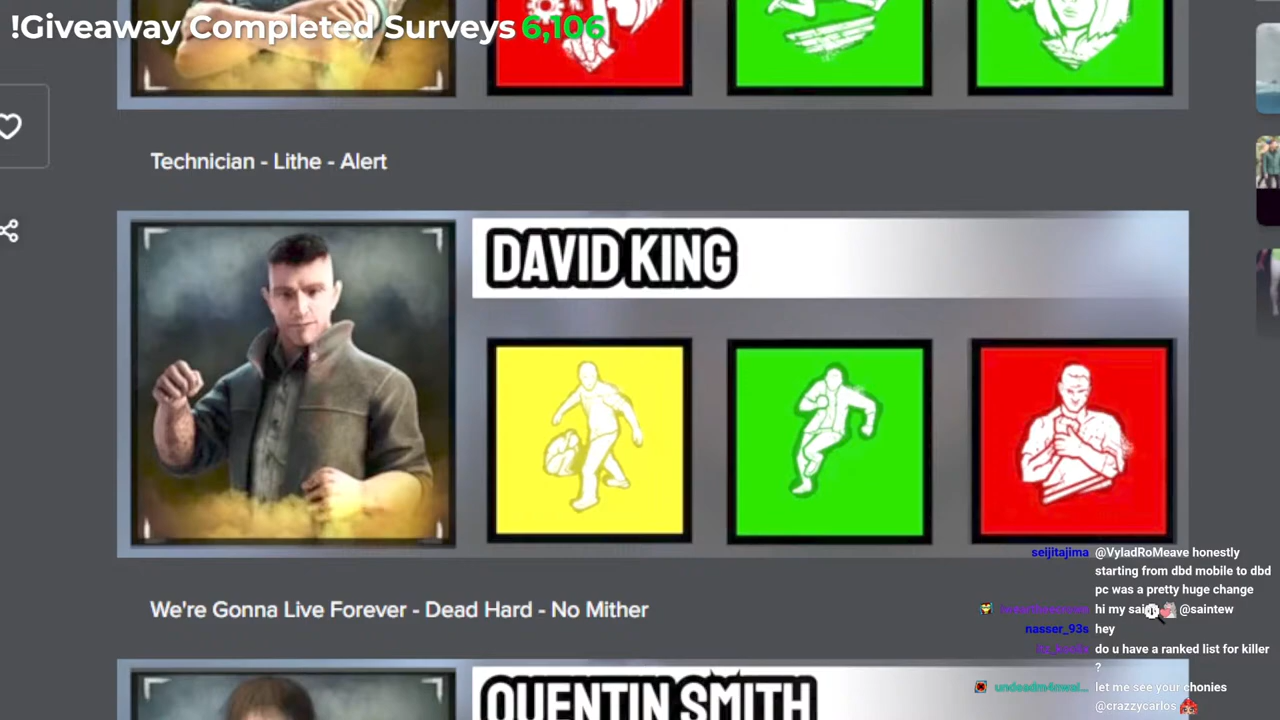 !Giveaway Completed Surveys 6,106
Technician - Lithe - Alert
DAVID KING
We're Gonna Live Forever - Dead Hard - No Mither
QUENTIN SMITH
seijitajima @VyladRoMeave honestly
starting from dbd mobile to dbd
pc was a pretty huge change
hi my @saintew
nasser_93s hey
do u have a ranked list for killer
?
let me see your chonies
@crazzycarlos